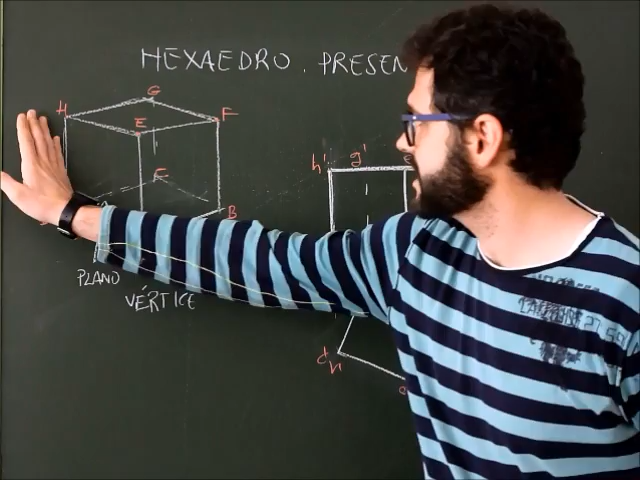 HEXAEDRO. PRESEN
G
H
F
E
C
B
h' g'
PLANO
VÉRTICE
d
h'